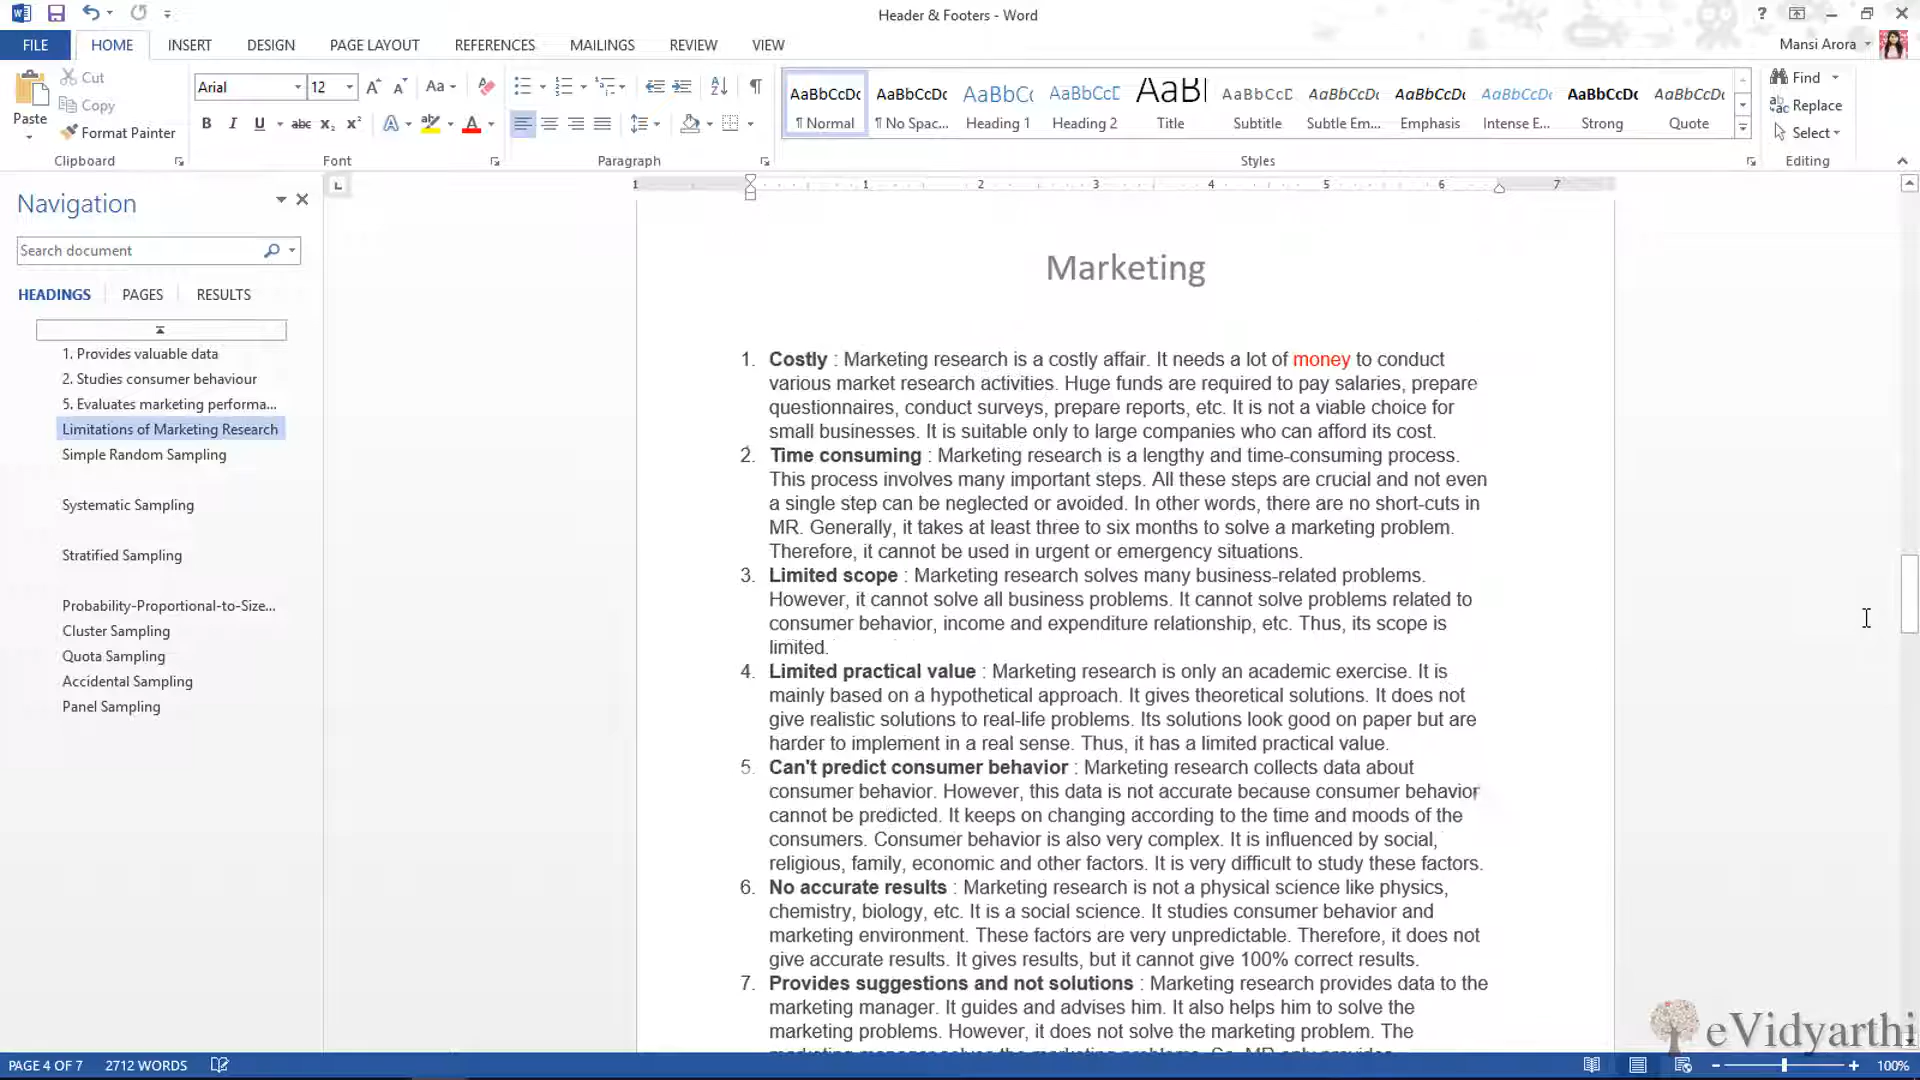 Header & Footers - Word
?
FILE HOME INSERT DESIGN PAGE LAYOUT REFERENCES MAILINGS REVIEW VIEW Mansi Arora
Paste
Cut
Copy
Format Painter
Clipboard
Arial 12
Font
Paragraph
AaBbCcDc AaBbCcDc AaBbC AaBbCcD AaB AaBbCcD AaBbCcDc AaBbCcDc AaBbCcDc AaBbCcDc AaBbCcDc
¶ Normal ¶ No Spac... Heading 1 Heading 2 Title Subtitle Subtle Em... Emphasis Intense E... Strong Quote
Styles
Find
Replace
Select
Editing
Navigation
Search document
HEADINGS PAGES RESULTS
1. Provides valuable data
2. Studies consumer behaviour
5. Evaluates marketing performa...
Limitations of Marketing Research
Simple Random Sampling
Systematic Sampling
Stratified Sampling
Probability-Proportional-to-Size...
Cluster Sampling
Quota Sampling
Accidental Sampling
Panel Sampling
1 1 2 3 4 5 6 7
Marketing
1. Costly : Marketing research is a costly affair. It needs a lot of money to conduct
various market research activities. Huge funds are required to pay salaries, prepare
questionnaires, conduct surveys, prepare reports, etc. It is not a viable choice for
small businesses. It is suitable only to large companies who can afford its cost.
2. Time consuming : Marketing research is a lengthy and time-consuming process.
This process involves many important steps. All these steps are crucial and not even
a single step can be neglected or avoided. In other words, there are no short-cuts in
MR. Generally, it takes at least three to six months to solve a marketing problem.
Therefore, it cannot be used in urgent or emergency situations.
3. Limited scope : Marketing research solves many business-related problems.
However, it cannot solve all business problems. It cannot solve problems related to
consumer behavior, income and expenditure relationship, etc. Thus, its scope is
limited.
4. Limited practical value : Marketing research is only an academic exercise. It is
mainly based on a hypothetical approach. It gives theoretical solutions. It does not
give realistic solutions to real-life problems. Its solutions look good on paper but are
harder to implement in a real sense. Thus, it has a limited practical value.
5. Can't predict consumer behavior : Marketing research collects data about
consumer behavior. However, this data is not accurate because consumer behavior
cannot be predicted. It keeps on changing according to the time and moods of the
consumers. Consumer behavior is also very complex. It is influenced by social,
religious, family, economic and other factors. It is very difficult to study these factors.
6. No accurate results : Marketing research is not a physical science like physics,
chemistry, biology, etc. It is a social science. It studies consumer behavior and
marketing environment. These factors are very unpredictable. Therefore, it does not
give accurate results. It gives results, but it cannot give 100% correct results.
7. Provides suggestions and not solutions : Marketing research provides data to the
marketing manager. It guides and advises him. It also helps him to solve the
marketing problems. However, it does not solve the marketing problem. The
eVidyarthi
PAGE 4 OF 7 2712 WORDS 100%